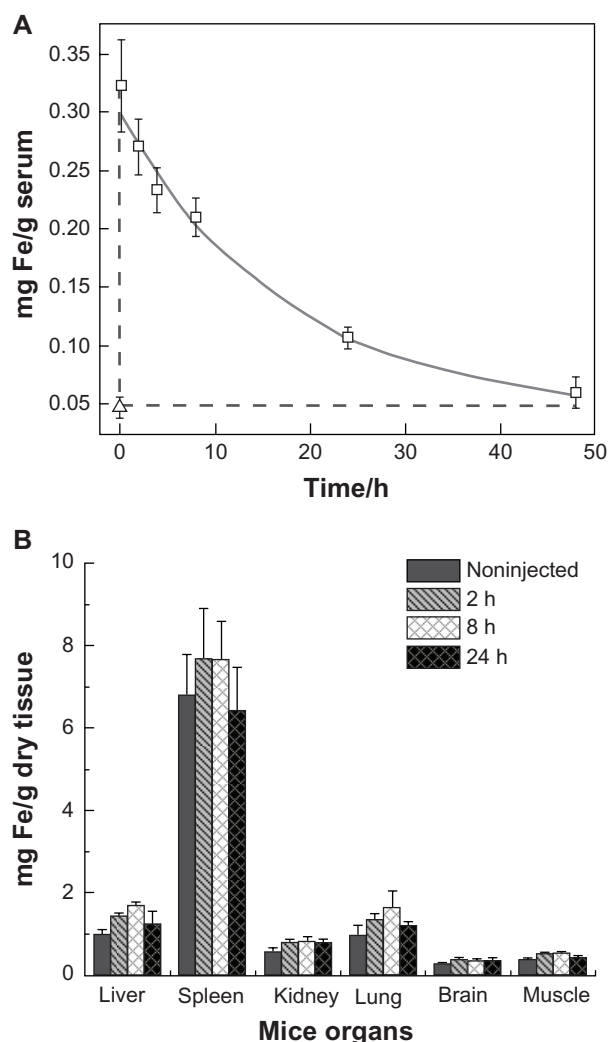 A
mg Fe/g serum
0.35
0.30
0.25
0.20
0.15
0.10
0.05
0 10 20 30 40 50
Time/h
B
mg Fe/g dry tissue
10
8
6
4
2
0
Noninjected
2 h
8 h
24 h
Liver Spleen Kidney Lung Brain Muscle
Mice organs